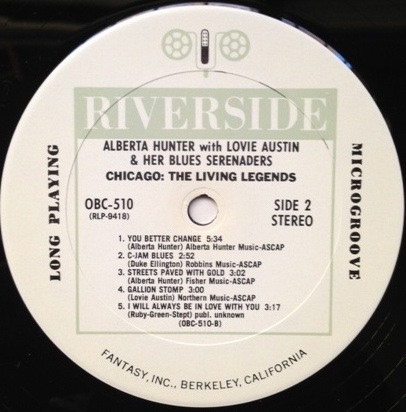 RIVERSIDE
ALBERTA HUNTER with LOVIE AUSTIN
& HER BLUES SERENADERS
CHICAGO: THE LIVING LEGENDS
LONG PLAYING
MICROGROOVE
OBC-510
(RLP-9418)
SIDE 2
STEREO
1. YOU BETTER CHANGE 5:34
(Alberta Hunter) Alberta Hunter Music-ASCAP
2. C-JAM BLUES 2:52
(Duke Ellington) Robbins Music-ASCAP
3. STREETS PAVED WITH GOLD 3:02
(Alberta Hunter) Fisher Music-ASCAP
4. GALLION STOMP 3:00
(Lovie Austin) Northern Music-ASCAP
5. I WILL ALWAYS BE IN LOVE WITH YOU 3:17
(Ruby-Green-Stept) publ. unknown
(OBC-510-B)
FANTASY, INC., BERKELEY, CALIFORNIA